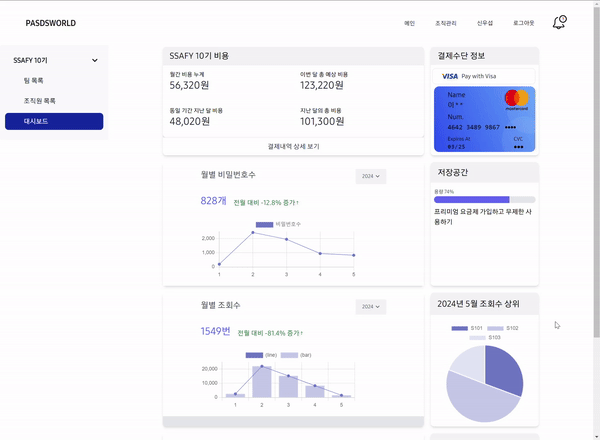 PASDSWORLD
메인
조직관리
신우섭
로그아웃
SSAFY 10기
팀 목록
조직원 목록
대시보드
SSAFY 10기 비용
월간 비용 누계
56,320원
이번 달 총 예상 비용
123,220원
동일 기간 지난 달 비용
48,020원
지난 달의 총 비용
101,300원
결제내역 상세 보기
결제수단 정보
VISA Pay with Visa
Name
이**
mastercard
Num.
4642 3489 9867 ●●●●
Expires At
CVC
03/25
●●●
월별 비밀번호수
2024
828개
전월 대비 -12.8% 증가↑
비밀번호수
2,000
1,000
0
1 2 3 4 5
저장공간
용량 74%
프리미엄 요금제 가입하고 무제한 사
용하기
월별 조회수
2024
1549번
전월 대비 -81.4% 증가↑
(line) (bar)
20,000
10,000
0
1 2 3 4 5
2024년 5월 조회수 상위
S101 S102
S103